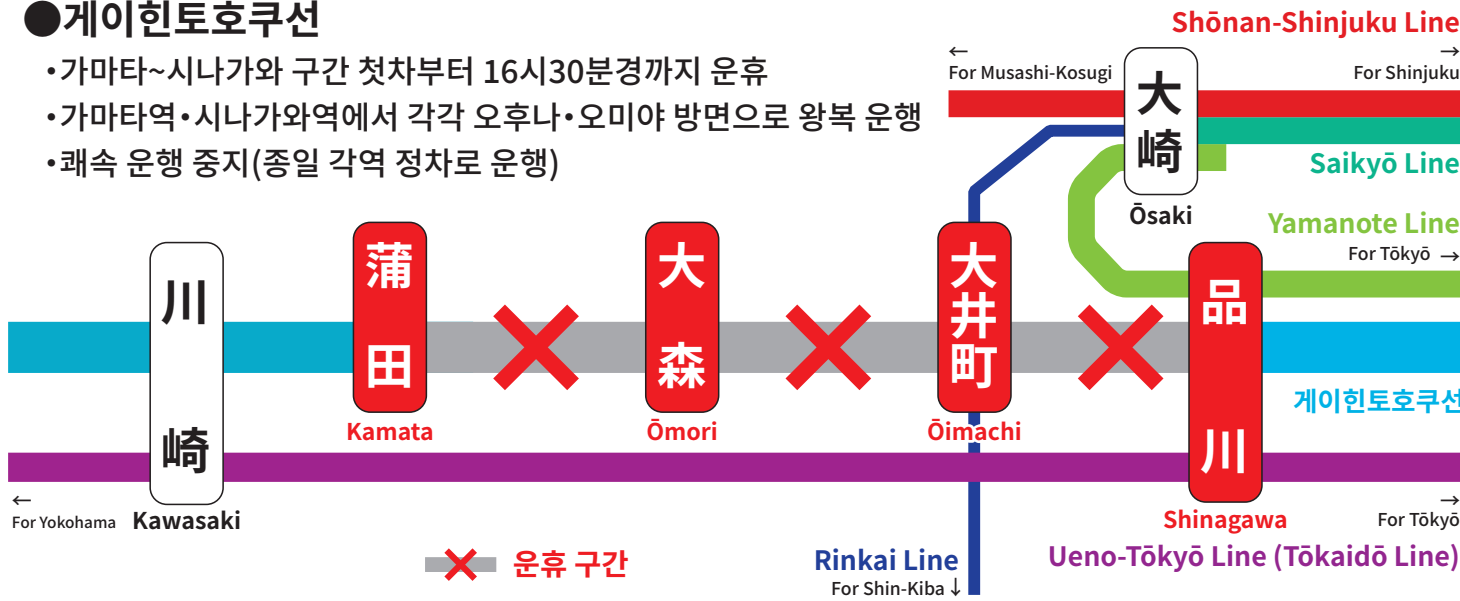 ●게이힌토호쿠선
•가마타~시나가와 구간 첫차부터 16시30분경까지 운휴
•가마타역•시나가와역에서 각각 오후나•오미야 방면으로 왕복 운행
•쾌속 운행 중지(종일 각역 정차로 운행)
Shōnan-Shinjuku Line
←
For Musashi-Kosugi
→
For Shinjuku
大崎
Ōsaki
Saikyō Line
Yamanote Line
For Tōkyō →
川崎
Kawasaki
蒲田
Kamata
大森
Ōmori
大井町
Ōimachi
品川
Shinagawa
게이힌토호쿠선
←
For Yokohama
→
For Tōkyō
운휴 구간
Rinkai Line
For Shin-Kiba ↓
Ueno-Tōkyō Line (Tōkaidō Line)